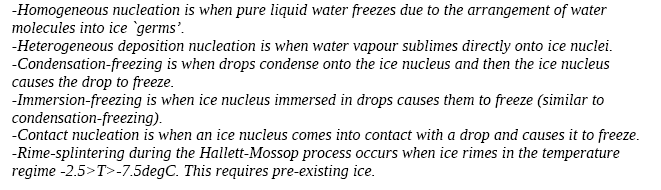 -Homogeneous nucleation is when pure liquid water freezes due to the arrangement of water
molecules into ice `germs’.
-Heterogeneous deposition nucleation is when water vapour sublimes directly onto ice nuclei.
-Condensation-freezing is when drops condense onto the ice nucleus and then the ice nucleus
causes the drop to freeze.
-Immersion-freezing is when ice nucleus immersed in drops causes them to freeze (similar to
condensation-freezing).
-Contact nucleation is when an ice nucleus comes into contact with a drop and causes it to freeze.
-Rime-splintering during the Hallett-Mossop process occurs when ice rimes in the temperature
regime -2.5>T>-7.5degC. This requires pre-existing ice.